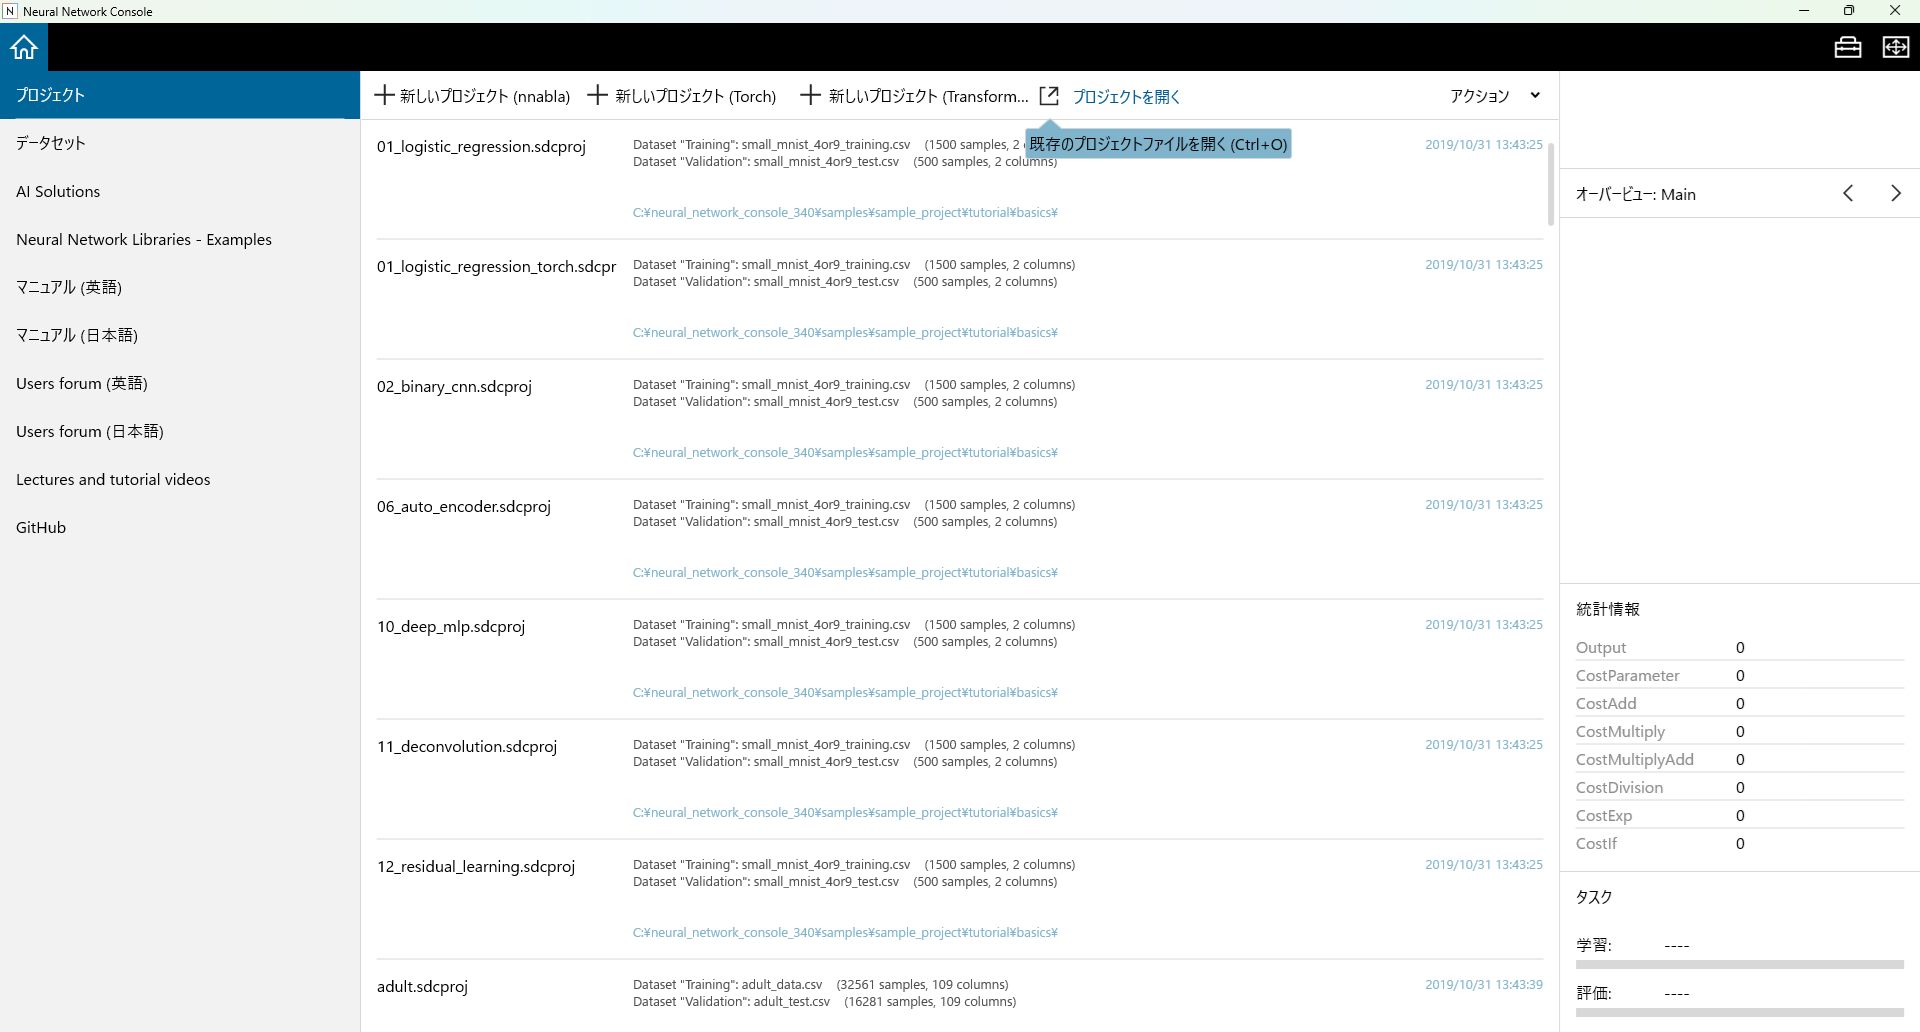 Neural Network Console
プロジェクト
データセット
AI Solutions
Neural Network Libraries - Examples
マニュアル (英語)
マニュアル (日本語)
Users forum (英語)
Users forum (日本語)
Lectures and tutorial videos
GitHub
新しいプロジェクト (nnabla)
新しいプロジェクト (Torch)
新しいプロジェクト (Transform...
プロジェクトを開く
アクション
既存のプロジェクトファイルを開く (Ctrl+O)
01_logistic_regression.sdcproj
Dataset "Training": small_mnist_4or9_training.csv (1500 samples, 2
Dataset "Validation": small_mnist_4or9_test.csv (500 samples, 2 columns)
C:¥neural_network_console_340¥samples¥sample_project¥tutorial¥basics¥
2019/10/31 13:43:25
01_logistic_regression_torch.sdcpr
Dataset "Training": small_mnist_4or9_training.csv (1500 samples, 2 columns)
Dataset "Validation": small_mnist_4or9_test.csv (500 samples, 2 columns)
C:¥neural_network_console_340¥samples¥sample_project¥tutorial¥basics¥
2019/10/31 13:43:25
02_binary_cnn.sdcproj
Dataset "Training": small_mnist_4or9_training.csv (1500 samples, 2 columns)
Dataset "Validation": small_mnist_4or9_test.csv (500 samples, 2 columns)
C:¥neural_network_console_340¥samples¥sample_project¥tutorial¥basics¥
2019/10/31 13:43:25
06_auto_encoder.sdcproj
Dataset "Training": small_mnist_4or9_training.csv (1500 samples, 2 columns)
Dataset "Validation": small_mnist_4or9_test.csv (500 samples, 2 columns)
C:¥neural_network_console_340¥samples¥sample_project¥tutorial¥basics¥
2019/10/31 13:43:25
10_deep_mlp.sdcproj
Dataset "Training": small_mnist_4or9_training.csv (1500 samples, 2 columns)
Dataset "Validation": small_mnist_4or9_test.csv (500 samples, 2 columns)
C:¥neural_network_console_340¥samples¥sample_project¥tutorial¥basics¥
2019/10/31 13:43:25
11_deconvolution.sdcproj
Dataset "Training": small_mnist_4or9_training.csv (1500 samples, 2 columns)
Dataset "Validation": small_mnist_4or9_test.csv (500 samples, 2 columns)
C:¥neural_network_console_340¥samples¥sample_project¥tutorial¥basics¥
2019/10/31 13:43:25
12_residual_learning.sdcproj
Dataset "Training": small_mnist_4or9_training.csv (1500 samples, 2 columns)
Dataset "Validation": small_mnist_4or9_test.csv (500 samples, 2 columns)
C:¥neural_network_console_340¥samples¥sample_project¥tutorial¥basics¥
2019/10/31 13:43:25
adult.sdcproj
Dataset "Training": adult_data.csv (32561 samples, 109 columns)
Dataset "Validation": adult_test.csv (16281 samples, 109 columns)
2019/10/31 13:43:39
オーバービュー: Main
統計情報
Output 0
CostParameter 0
CostAdd 0
CostMultiply 0
CostMultiplyAdd 0
CostDivision 0
CostExp 0
CostIf 0
タスク
学習: ----
評価: ----